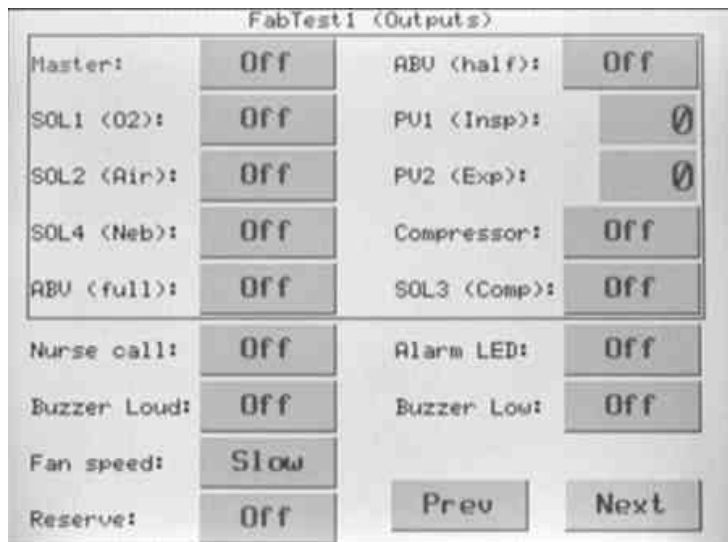 FabTest1 (Outputs)
Master: Off ABV (half): Off
SOL1 (O2): Off PV1 (Insp): 0
SOL2 (Air): Off PV2 (Exp): 0
SOL4 (Neb): Off Compressor: Off
ABV (full): Off SOL3 (Comp): Off
Nurse call: Off Alarm LED: Off
Buzzer Loud: Off Buzzer Low: Off
Fan speed: Slow
Reserve: Off Prev Next